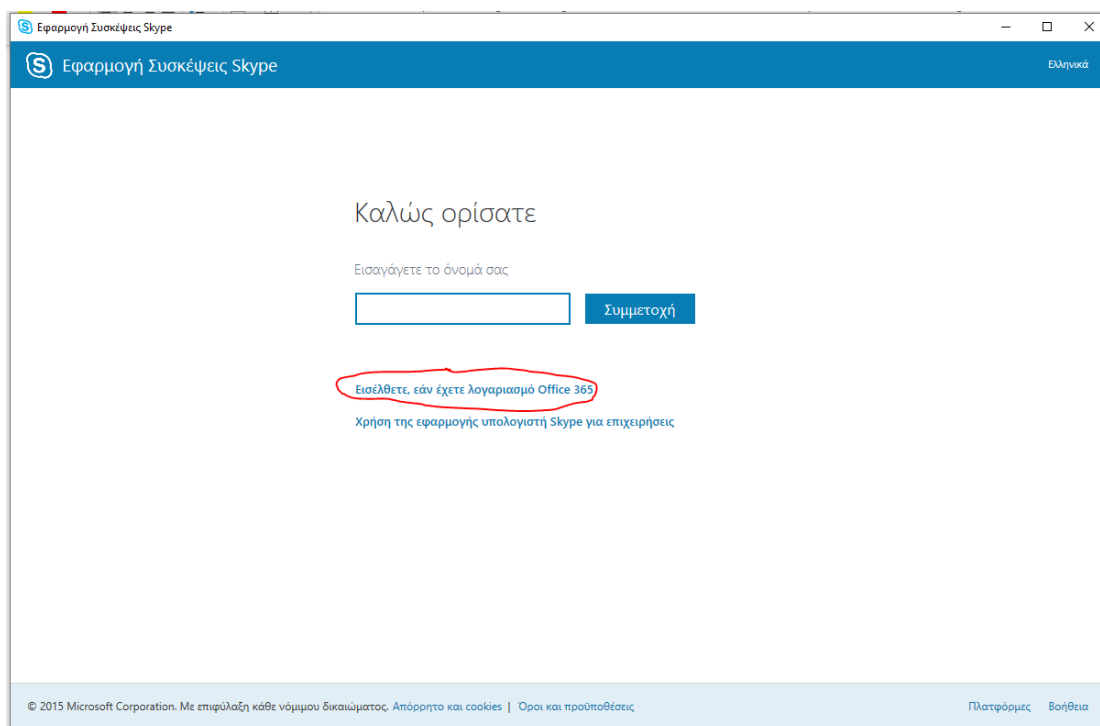 Εφαρμογή Συσκέψεις Skype
Εφαρμογή Συσκέψεις Skype
Ελληνικά
Καλώς ορίσατε
Εισαγάγετε το όνομά σας
Συμμετοχή
Εισέλθετε, εάν έχετε λογαριασμό Office 365
Χρήση της εφαρμογής υπολογιστή Skype για επιχειρήσεις
© 2015 Microsoft Corporation. Με επιφύλαξη κάθε νόμιμου δικαιώματος. Απόρρητο και cookies | Όροι και προϋποθέσεις Πλατφόρμες Βοήθεια